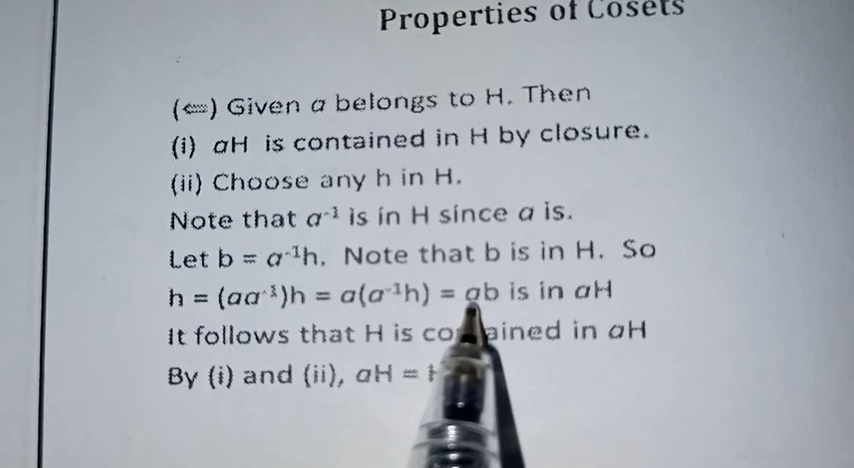 Properties of Cosets
(⇐) Given a belongs to H. Then
(i) aH is contained in H by closure.
(ii) Choose any h in H.
Note that a⁻¹ is in H since a is.
Let b = a⁻¹h. Note that b is in H. So
h = (aa⁻¹)h = a(a⁻¹h) = ab is in aH
It follows that H is contained in aH
By (i) and (ii), aH =